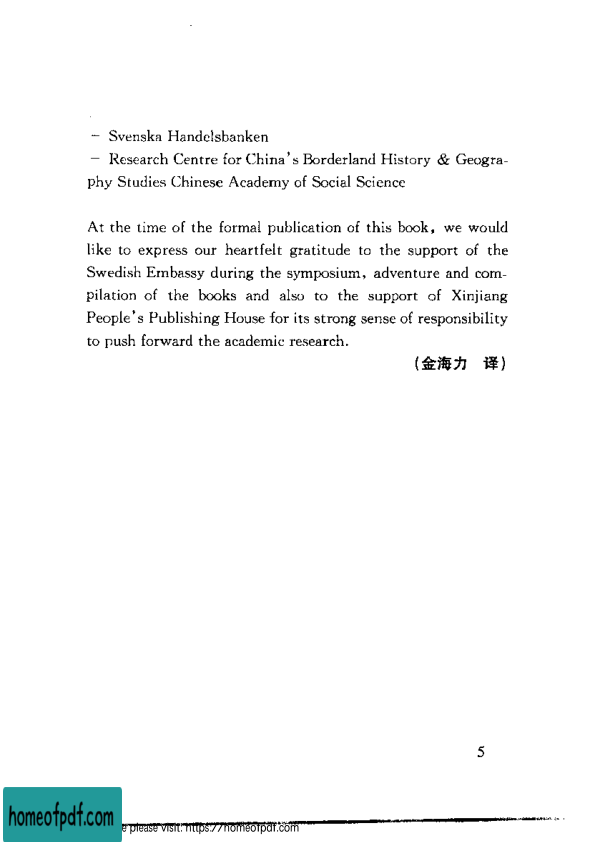 - Svenska Handelsbanken
- Research Centre for China's Borderland History & Geogra-
phy Studies Chinese Academy of Social Science
At the time of the formal publication of this book, we would
like to express our heartfelt gratitude to the support of the
Swedish Embassy during the symposium, adventure and com-
pilation of the books and also to the support of Xinjiang
People's Publishing House for its strong sense of responsibility
to push forward the academic research.
(金海力 译)
5
homeofpdf.com
e please visit: https://homeofpdf.com